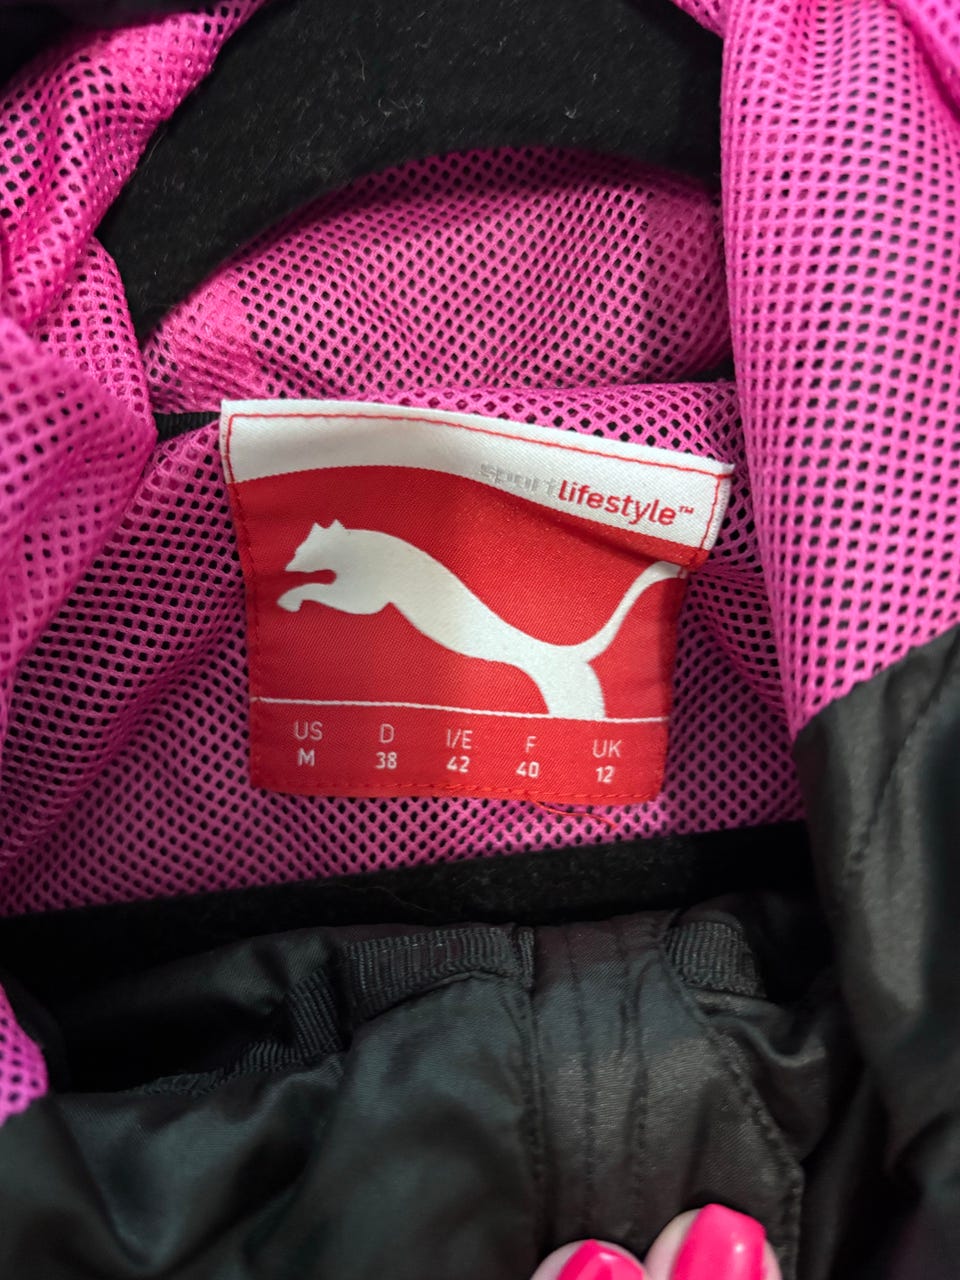 sportlifestyle™
US D I/E F UK
M 38 42 40 12